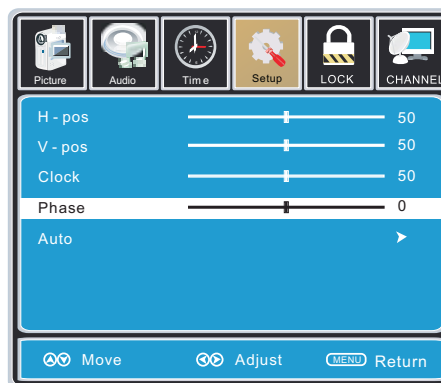 Picture Audio Time Setup LOCK CHANNEL
H - pos 50
V - pos 50
Clock 50
Phase 0
Auto
Move Adjust MENU Return